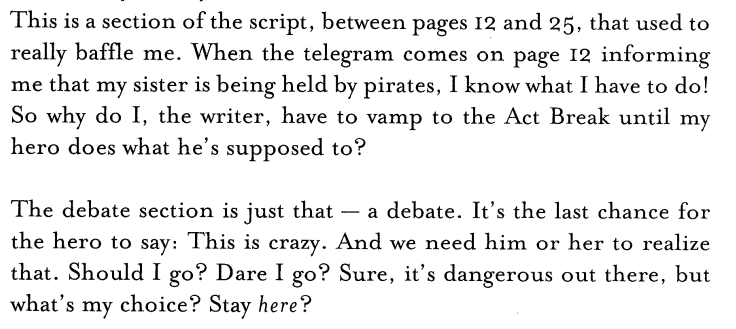 This is a section of the script, between pages 12 and 25, that used to
really baffle me. When the telegram comes on page 12 informing
me that my sister is being held by pirates, I know what I have to do!
So why do I, the writer, have to vamp to the Act Break until my
hero does what he's supposed to?
The debate section is just that — a debate. It's the last chance for
the hero to say: This is crazy. And we need him or her to realize
that. Should I go? Dare I go? Sure, it's dangerous out there, but
what's my choice? Stay here?